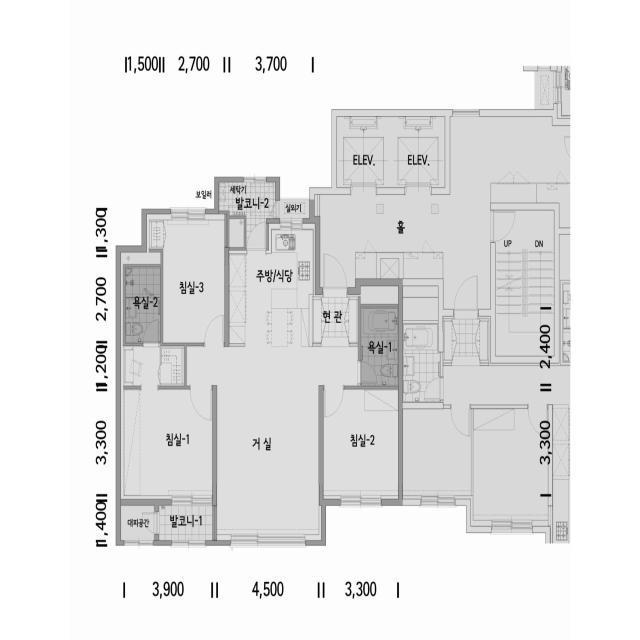 1,500 2,700 3,700
ELEV. ELEV.
보일러 세탁기
발코니-2 실외기
1,300
홀
UP DN
주방/식당
침실-3
욕실-2
2,700
현관
욕실-1
2,400
1,200
침실-1
거실
침실-2
3,300
3,300
대피공간 발코니-1
1,400
3,900 4,500 3,300